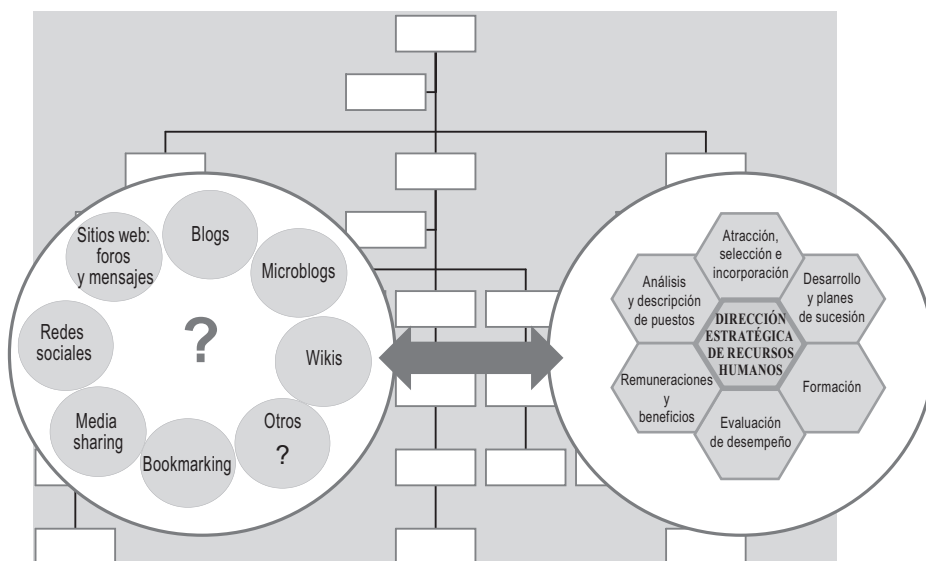 Sitios web:
foros
y mensajes
Blogs
Microblogs
Redes
sociales
?
Wikis
Media
sharing
Bookmarking
Otros
?
Atracción,
selección e
incorporación
Análisis
y descripción
de puestos
Desarrollo
y planes
de sucesión
DIRECCIÓN
ESTRATÉGICA
DE RECURSOS
HUMANOS
Remuneraciones
y
beneficios
Formación
Evaluación
de desempeño